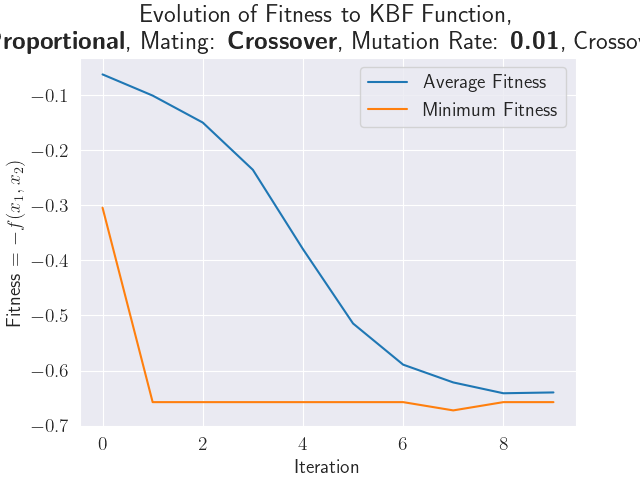 Evolution of Fitness to KBF Function,
Proportional, Mating: Crossover, Mutation Rate: 0.01,
Average Fitness
Minimum Fitness
Fitness = −f(x₁, x₂)
−0.1
−0.2
−0.3
−0.4
−0.5
−0.6
−0.7
0 2 4 6 8
Iteration